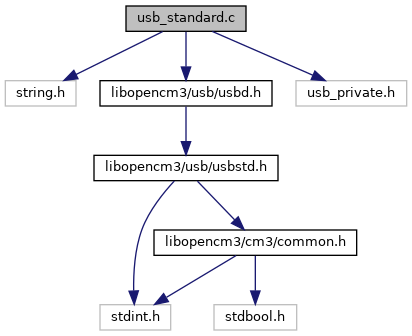 usb_standard.c
string.h
libopencm3/usb/usbd.h
usb_private.h
libopencm3/usb/usbstd.h
libopencm3/cm3/common.h
stdint.h
stdbool.h